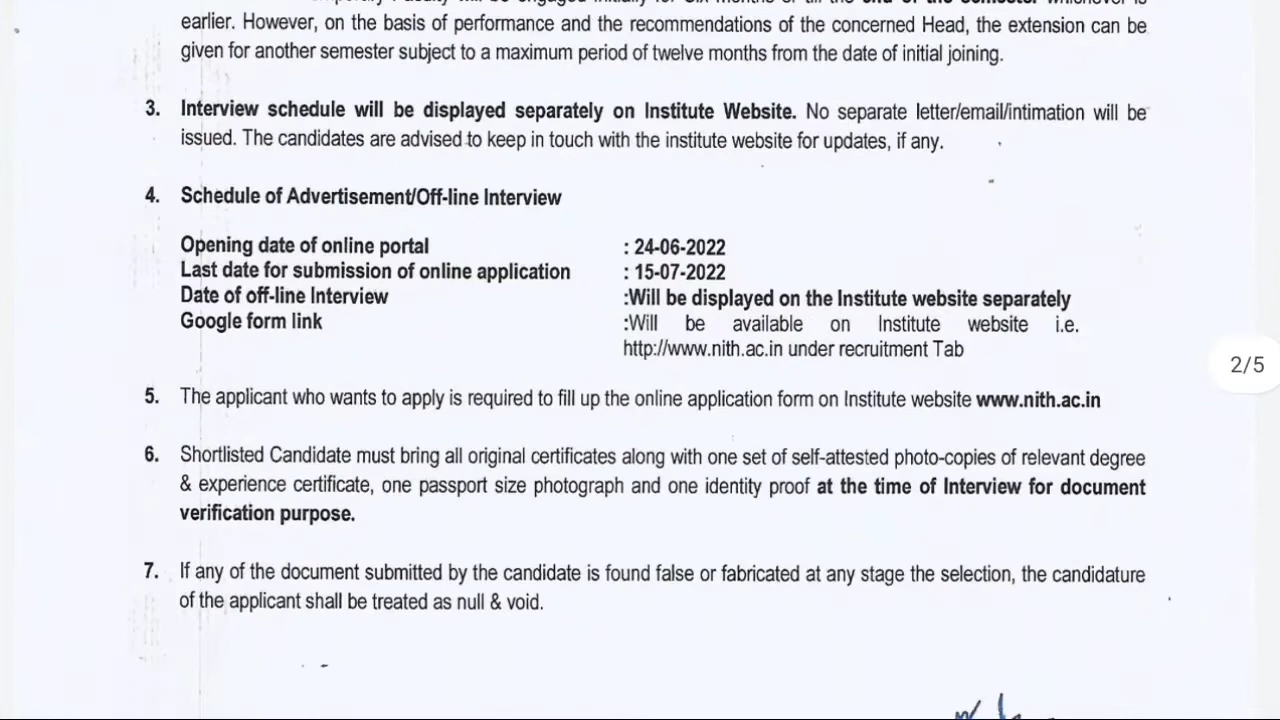 end of the Semester whichever is
earlier. However, on the basis of performance and the recommendations of the concerned Head, the extension can be
given for another semester subject to a maximum period of twelve months from the date of initial joining.
3. Interview schedule will be displayed separately on Institute Website. No separate letter/email/intimation will be
issued. The candidates are advised to keep in touch with the institute website for updates, if any.
4. Schedule of Advertisement/Off-line Interview
Opening date of online portal : 24-06-2022
Last date for submission of online application : 15-07-2022
Date of off-line Interview :Will be displayed on the Institute website separately
Google form link :Will be available on Institute website i.e.
http://www.nith.ac.in under recruitment Tab
2/5
5. The applicant who wants to apply is required to fill up the online application form on Institute website www.nith.ac.in
6. Shortlisted Candidate must bring all original certificates along with one set of self-attested photo-copies of relevant degree
& experience certificate, one passport size photograph and one identity proof at the time of Interview for document
verification purpose.
7. If any of the document submitted by the candidate is found false or fabricated at any stage the selection, the candidature
of the applicant shall be treated as null & void.